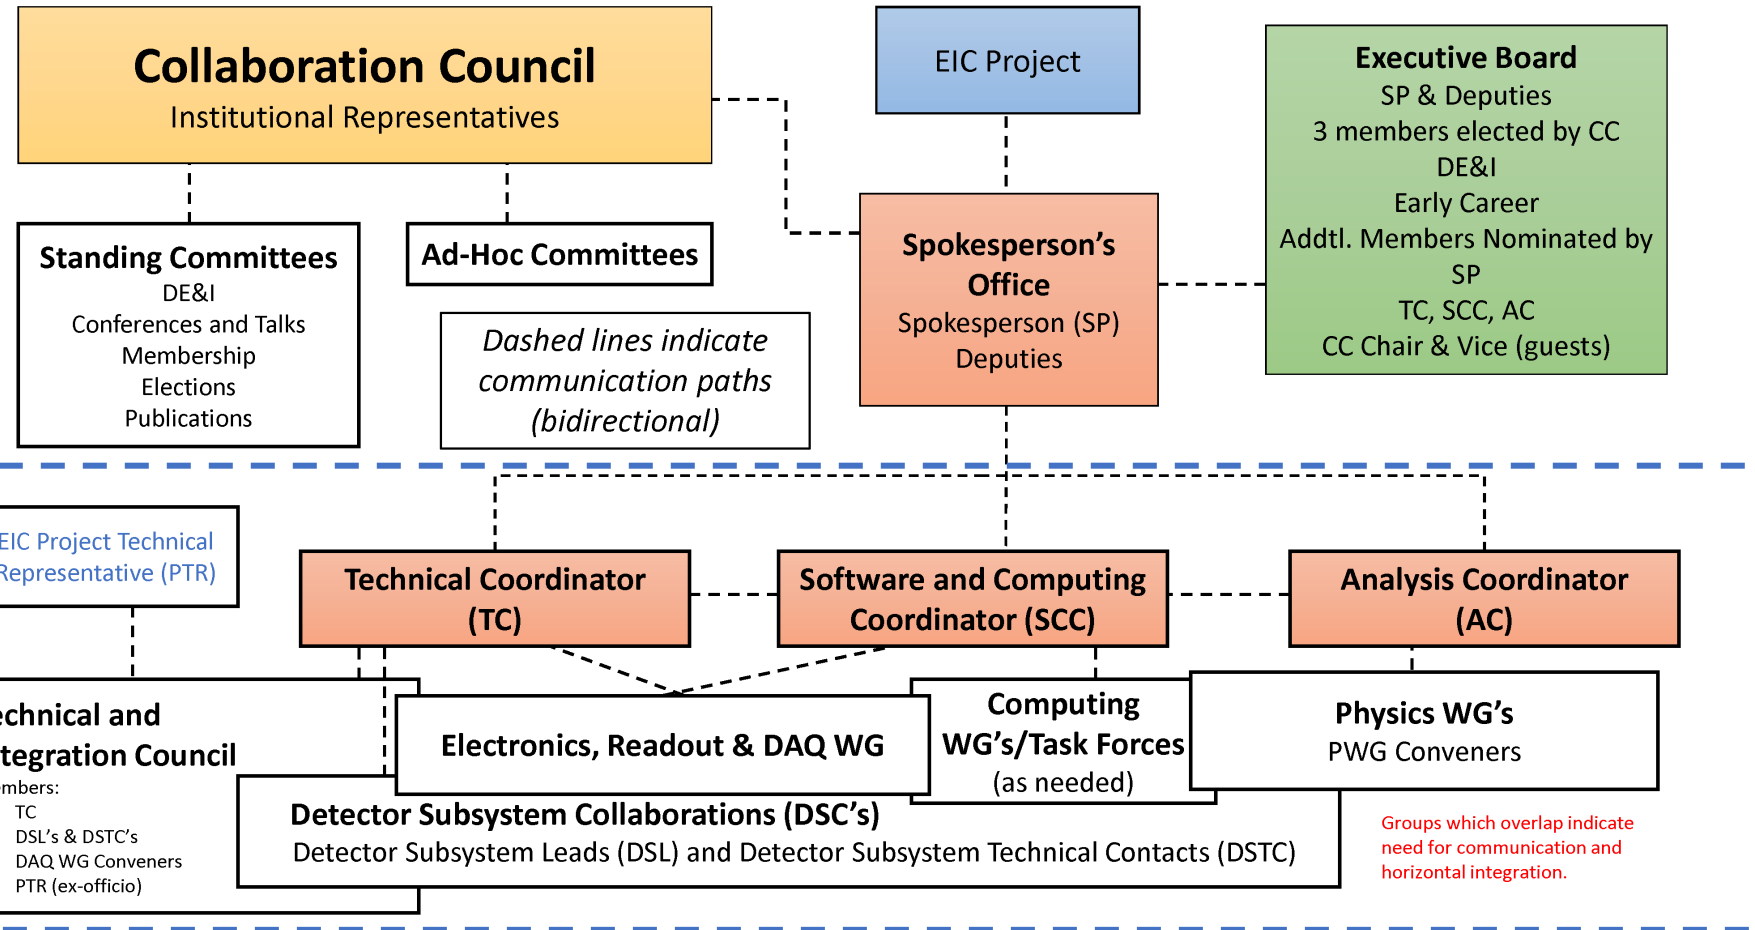 Collaboration Council
Institutional Representatives
EIC Project
Executive Board
SP & Deputies
3 members elected by CC
DE&I
Early Career
Addtl. Members Nominated by
SP
TC, SCC, AC
CC Chair & Vice (guests)
Standing Committees
DE&I
Conferences and Talks
Membership
Elections
Publications
Ad-Hoc Committees
Dashed lines indicate
communication paths
(bidirectional)
Spokesperson’s
Office
Spokesperson (SP)
Deputies
EIC Project Technical
Representative (PTR)
Technical Coordinator
(TC)
Software and Computing
Coordinator (SCC)
Analysis Coordinator
(AC)
echnical and
tegration Council
mbers:
TC
DSL’s & DSTC’s
DAQ WG Conveners
PTR (ex-officio)
Electronics, Readout & DAQ WG
Computing
WG’s/Task Forces
(as needed)
Physics WG’s
PWG Conveners
Detector Subsystem Collaborations (DSC’s)
Detector Subsystem Leads (DSL) and Detector Subsystem Technical Contacts (DSTC)
Groups which overlap indicate
need for communication and
horizontal integration.